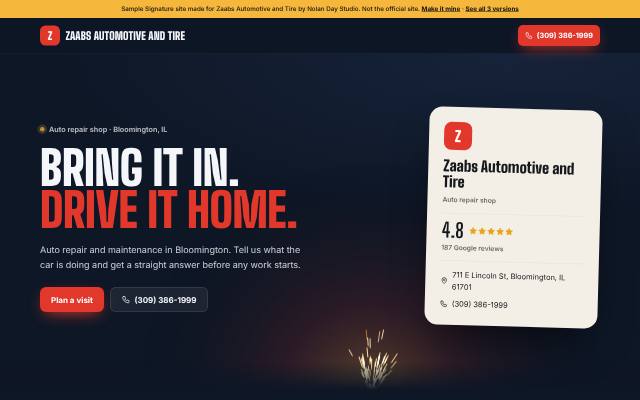 Sample Signature site made for Zaabs Automotive and Tire by Nolan Day Studio. Not the official site. Make it mine · See all 3 versions
Z ZAABS AUTOMOTIVE AND TIRE
(309) 386-1999
Auto repair shop · Bloomington, IL
BRING IT IN.
DRIVE IT HOME.
Auto repair and maintenance in Bloomington. Tell us what the
car is doing and get a straight answer before any work starts.
Plan a visit
(309) 386-1999
Z
Zaabs Automotive and
Tire
Auto repair shop
4.8 ★★★★★
187 Google reviews
711 E Lincoln St, Bloomington, IL
61701
(309) 386-1999